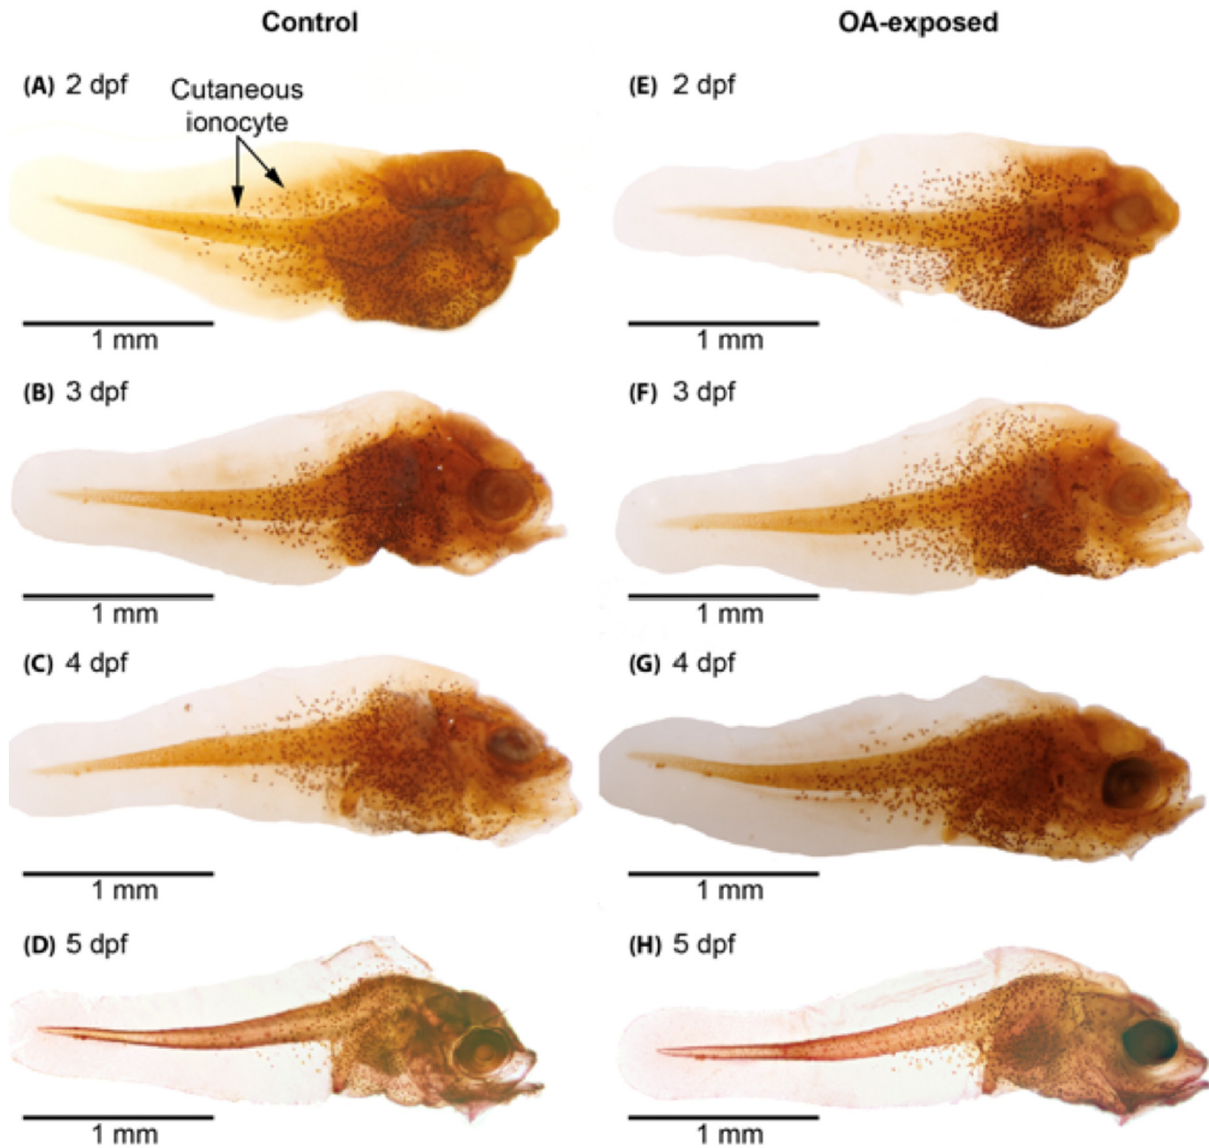 Control
OA-exposed
(A) 2 dpf
Cutaneous
ionocyte
1 mm
(E) 2 dpf
1 mm
(B) 3 dpf
1 mm
(F) 3 dpf
1 mm
(C) 4 dpf
1 mm
(G) 4 dpf
1 mm
(D) 5 dpf
1 mm
(H) 5 dpf
1 mm